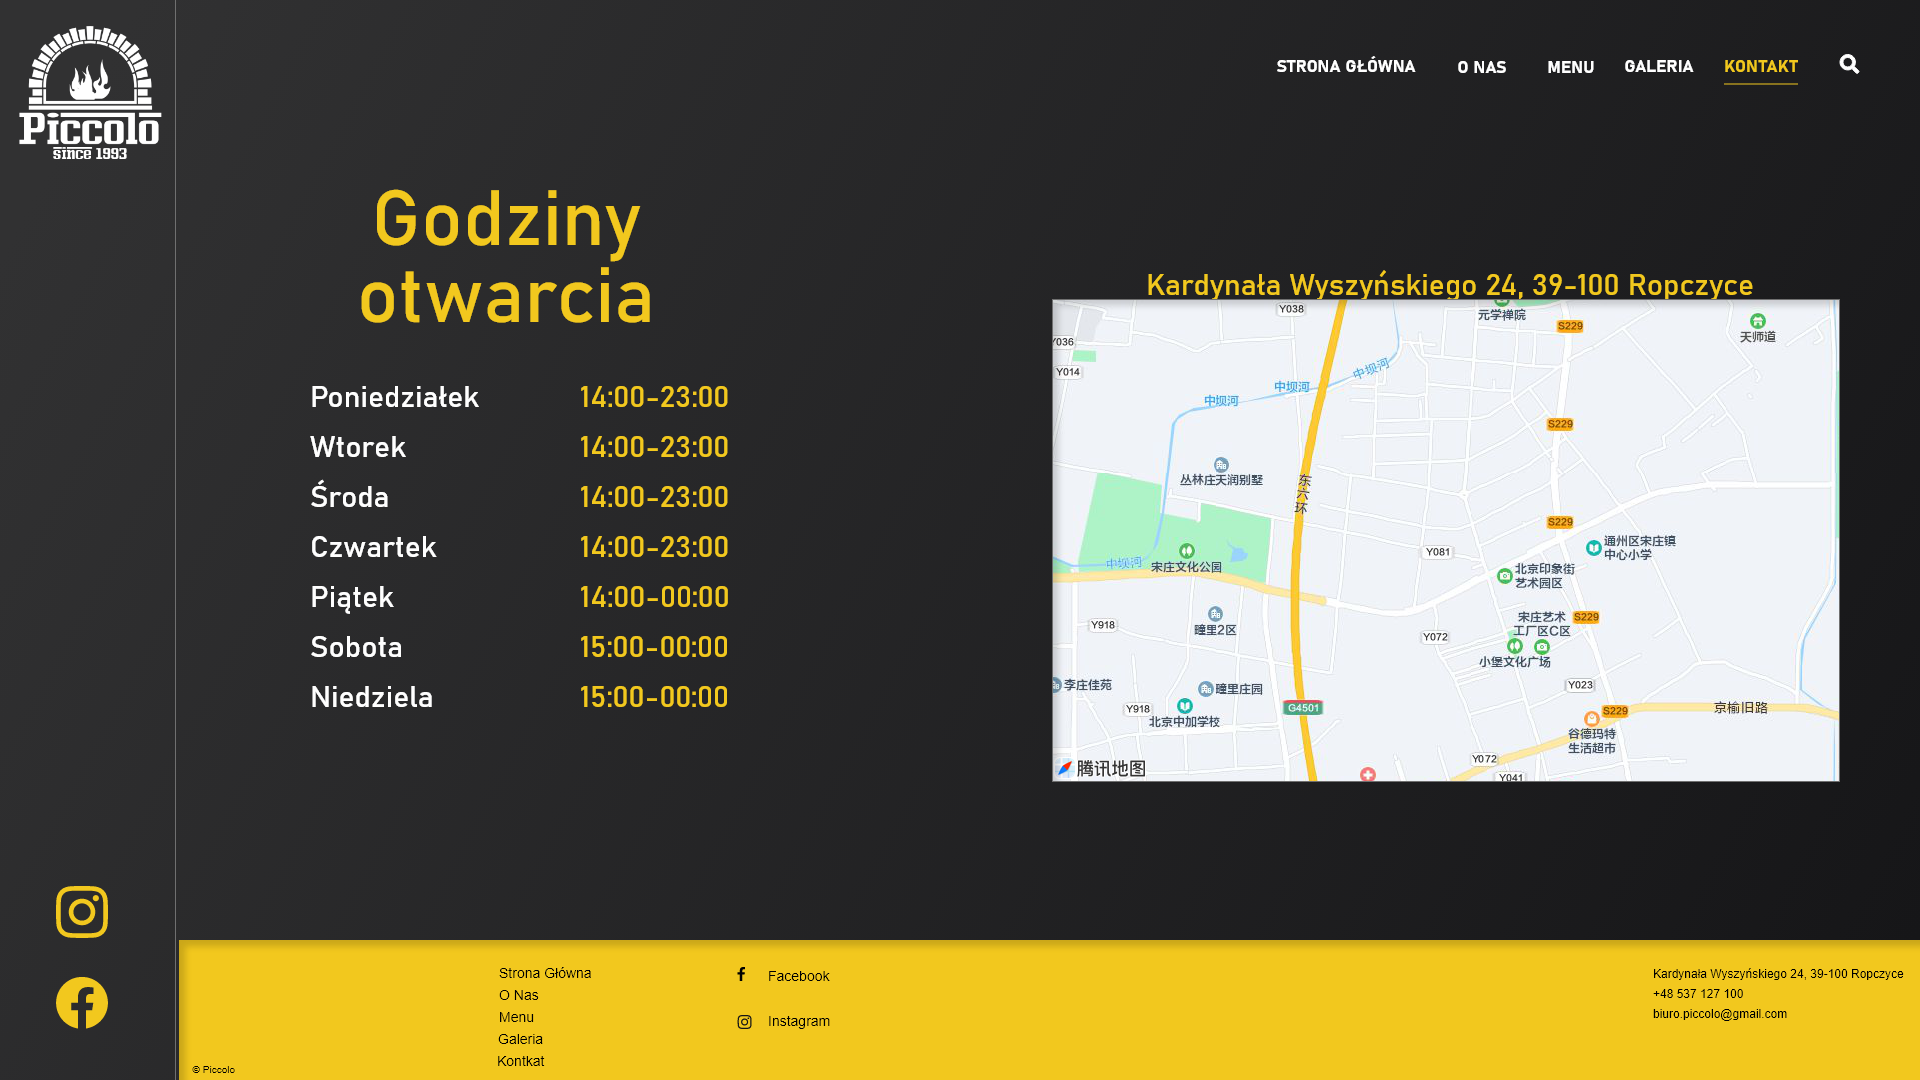 Piccolo
since 1993
STRONA GŁÓWNA
O NAS
MENU
GALERIA
KONTAKT
Godziny
otwarcia
Poniedziałek 14:00-23:00
Wtorek 14:00-23:00
Środa 14:00-23:00
Czwartek 14:00-23:00
Piątek 14:00-00:00
Sobota 15:00-00:00
Niedziela 15:00-00:00
Kardynała Wyszyńskiego 24, 39-100 Ropczyce
Y038
元学禅院
S229
天师道
Y036
Y014
中坝河
中坝河
中坝河
S229
丛林庄天润别墅
东六环
S229
通州区宋庄镇
中心小学
Y081
中坝河
宋庄文化公园
北京印象街
艺术园区
瞳里2区
Y918
宋庄艺术
工厂区C区
S229
Y072
小堡文化广场
李庄佳苑
瞳里庄园
Y023
Y918
北京中加学校
G4501
S229
京榆旧路
谷德玛特
生活超市
Y072
Y041
腾讯地图
Strona Główna
O Nas
Menu
Galeria
Kontkat
Facebook
Instagram
Kardynała Wyszyńskiego 24, 39-100 Ropczyce
+48 537 127 100
biuro.piccolo@gmail.com
© Piccolo